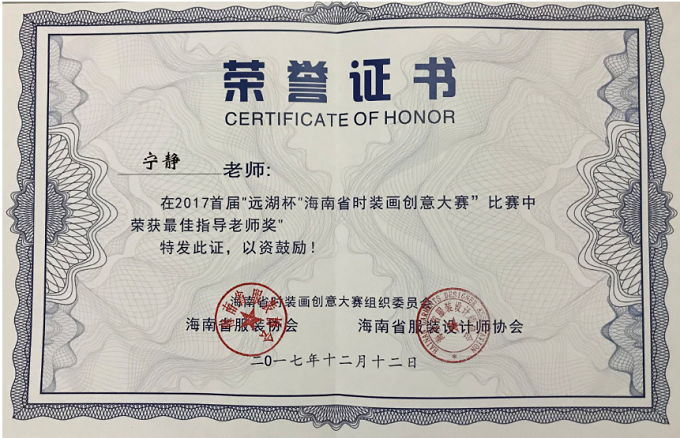 荣誉证书
CERTIFICATE OF HONOR
宁静 老师:
在2017首届"远湖杯"海南省时装画创意大赛”比赛中
荣获最佳指导老师奖"
特发此证，以资鼓励！
海南省时装画创意大赛组织委员会
海南省服装协会 海南省服装设计师协会
二〇一七年十二月十二日